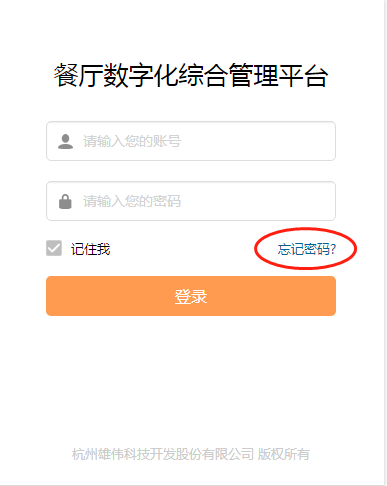 餐厅数字化综合管理平台
请输入您的账号
请输入您的密码
记住我 忘记密码?
登录
杭州雄伟科技开发股份有限公司 版权所有